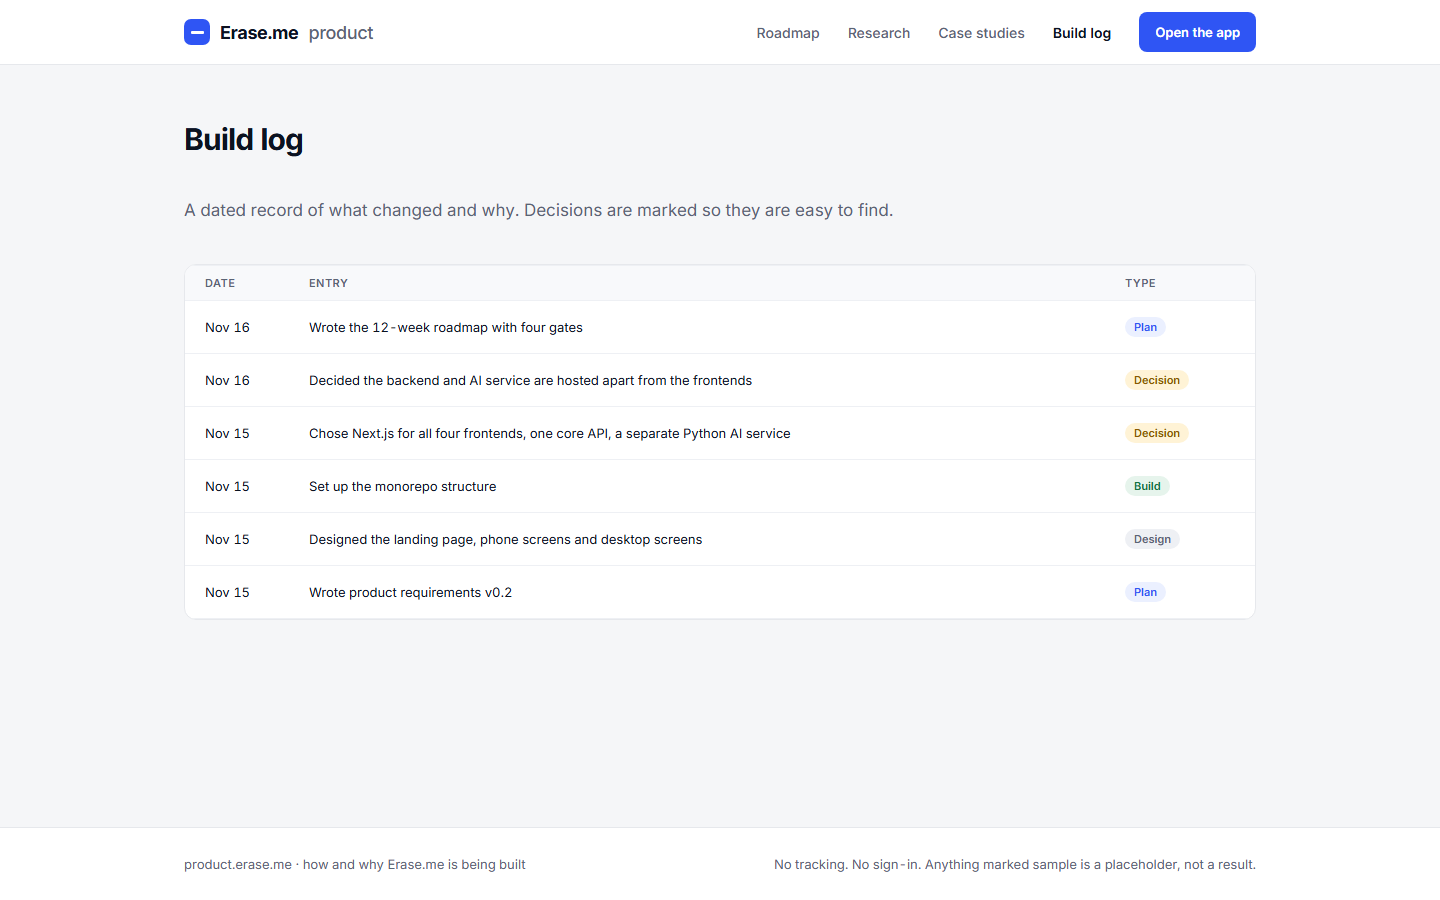 Erase.me product
Roadmap Research Case studies Build log Open the app
Build log
A dated record of what changed and why. Decisions are marked so they are easy to find.
DATE ENTRY TYPE
Nov 16 Wrote the 12-week roadmap with four gates Plan
Nov 16 Decided the backend and AI service are hosted apart from the frontends Decision
Nov 15 Chose Next.js for all four frontends, one core API, a separate Python AI service Decision
Nov 15 Set up the monorepo structure Build
Nov 15 Designed the landing page, phone screens and desktop screens Design
Nov 15 Wrote product requirements v0.2 Plan
product.erase.me · how and why Erase.me is being built
No tracking. No sign-in. Anything marked sample is a placeholder, not a result.